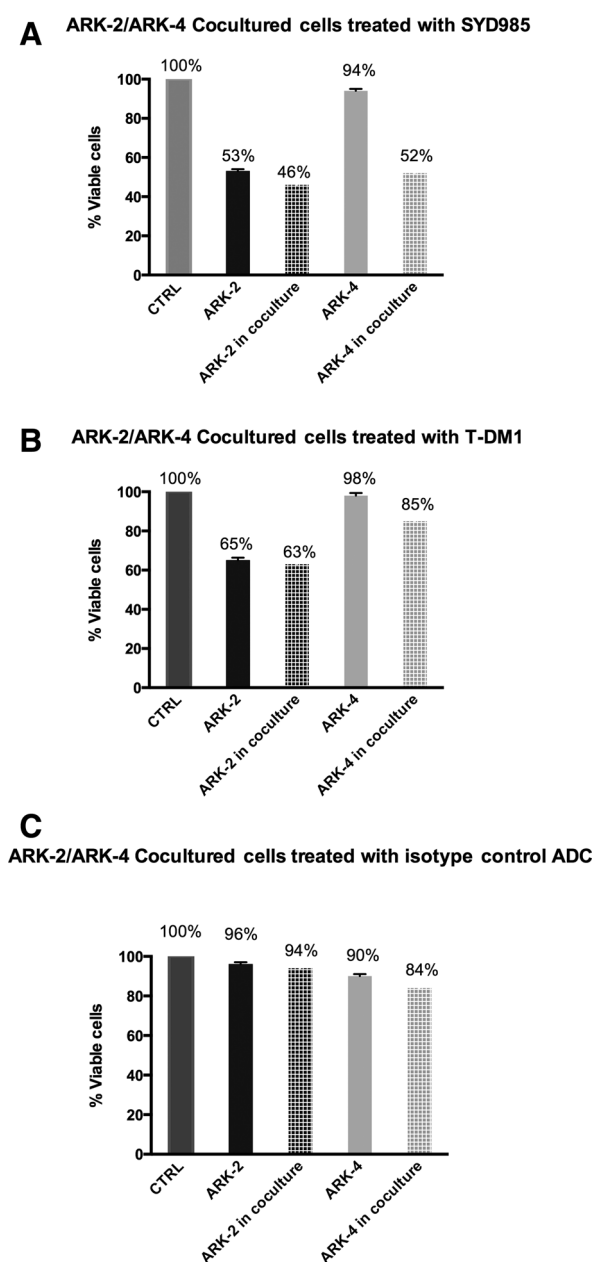 A
ARK-2/ARK-4 Cocultured cells treated with SYD985
% Viable cells
100
80
60
40
20
0
100%
53%
46%
94%
52%
CTRL
ARK-2
ARK-2 in coculture
ARK-4
ARK-4 in coculture
B
ARK-2/ARK-4 Cocultured cells treated with T-DM1
% Viable cells
100
80
60
40
20
0
100%
65%
63%
98%
85%
CTRL
ARK-2
ARK-2 in coculture
ARK-4
ARK-4 in coculture
C
ARK-2/ARK-4 Cocultured cells treated with isotype control ADC
% Viable cells
100
80
60
40
20
0
100%
96%
94%
90%
84%
CTRL
ARK-2
ARK-2 in coculture
ARK-4
ARK-4 in coculture